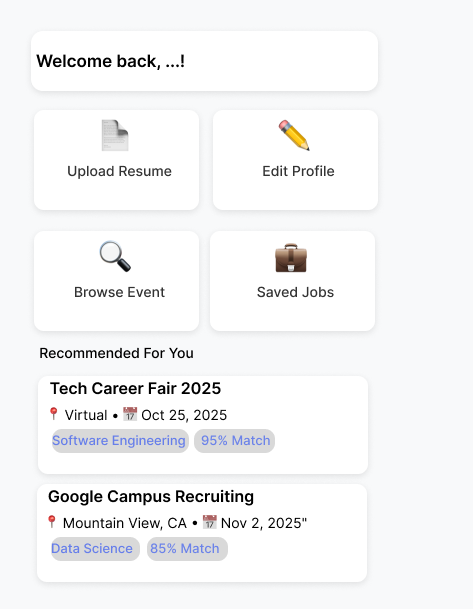 Welcome back, ...!
Upload Resume
Edit Profile
Browse Event
Saved Jobs
Recommended For You
Tech Career Fair 2025
📍 Virtual • 📅 Oct 25, 2025
Software Engineering 95% Match
Google Campus Recruiting
📍 Mountain View, CA • 📅 Nov 2, 2025"
Data Science 85% Match